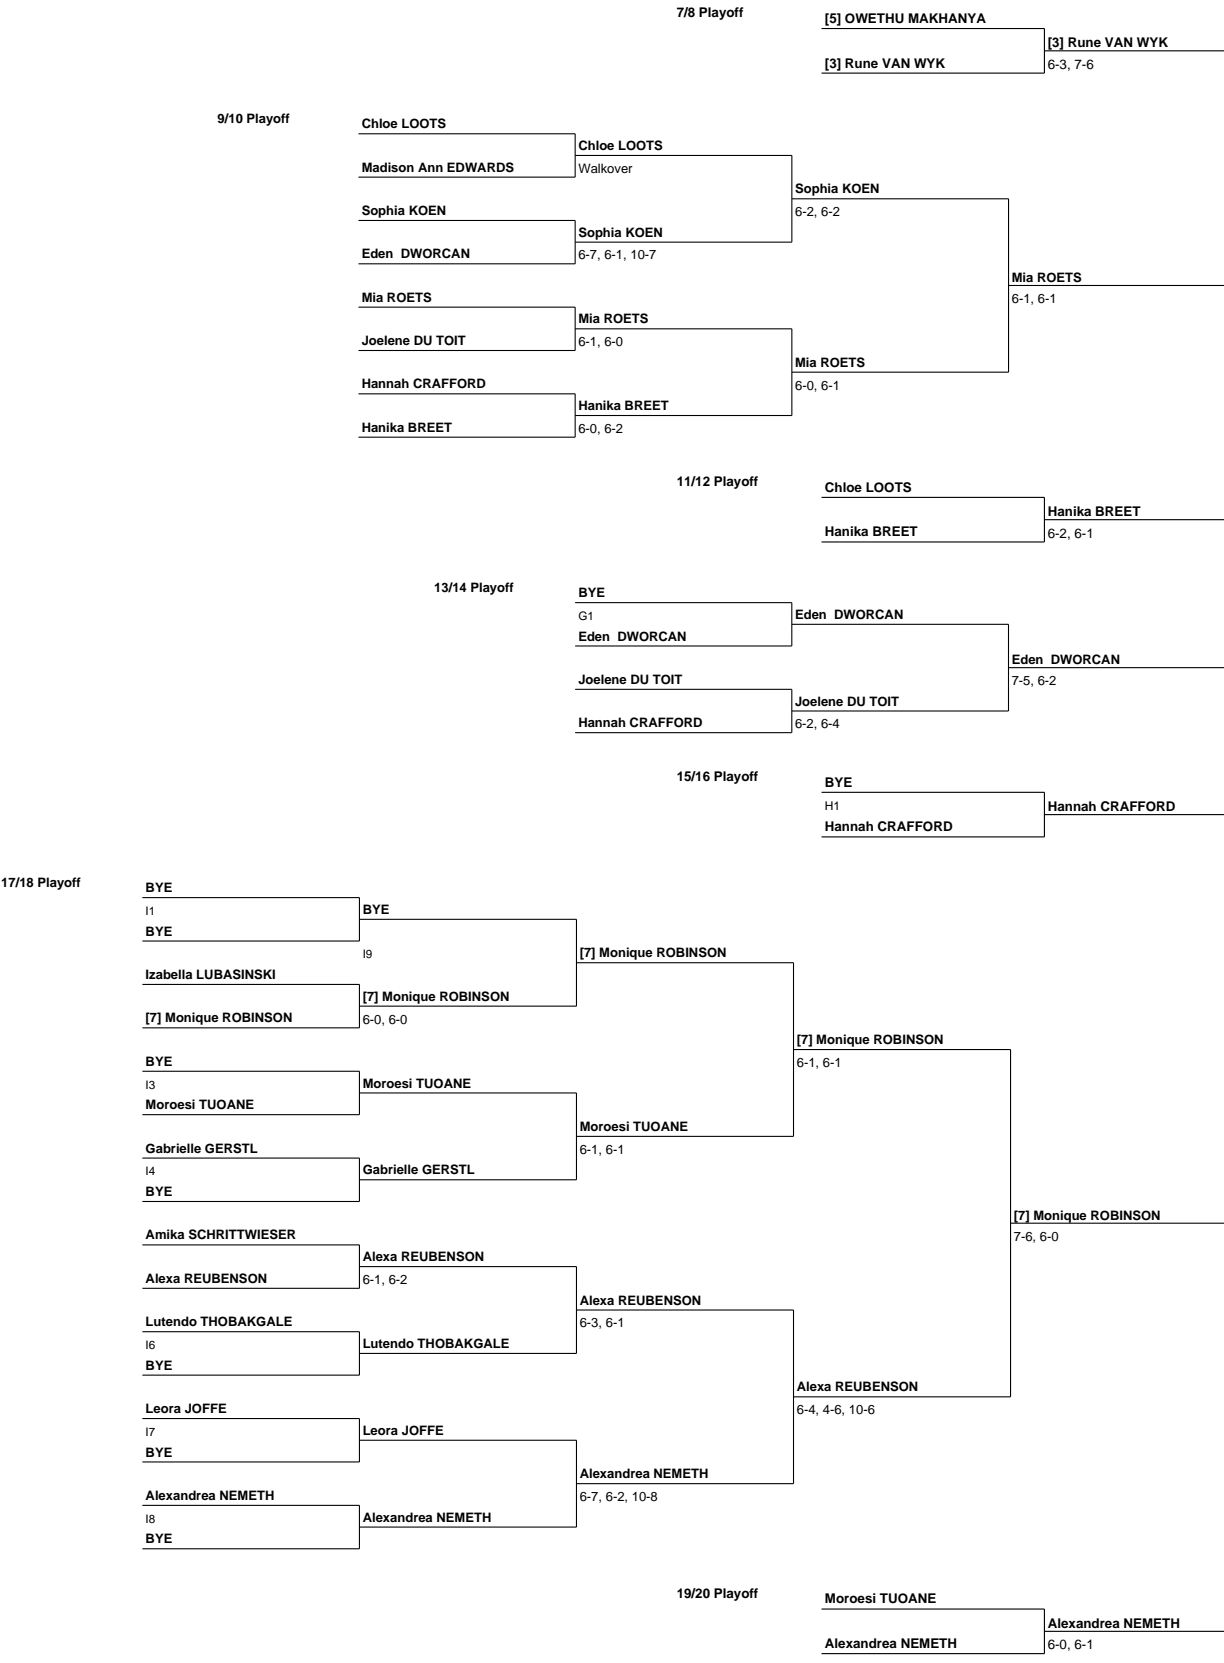 7/8 Playoff
[5] OWETHU MAKHANYA
[3] Rune VAN WYK
[3] Rune VAN WYK
6-3, 7-6
9/10 Playoff
Chloe LOOTS
Chloe LOOTS
Madison Ann EDWARDS
Walkover
Sophia KOEN
Sophia KOEN
6-2, 6-2
Sophia KOEN
Eden DWORCAN
6-7, 6-1, 10-7
Mia ROETS
Mia ROETS
6-1, 6-1
Mia ROETS
Joelene DU TOIT
6-1, 6-0
Mia ROETS
Hannah CRAFFORD
6-0, 6-1
Hanika BREET
Hanika BREET
6-0, 6-2
11/12 Playoff
Chloe LOOTS
Hanika BREET
Hanika BREET
6-2, 6-1
13/14 Playoff
BYE
G1
Eden DWORCAN
Eden DWORCAN
Eden DWORCAN
Joelene DU TOIT
7-5, 6-2
Joelene DU TOIT
Hannah CRAFFORD
6-2, 6-4
15/16 Playoff
BYE
H1
Hannah CRAFFORD
Hannah CRAFFORD
17/18 Playoff
BYE
I1
BYE
BYE
I9
[7] Monique ROBINSON
Izabella LUBASINSKI
[7] Monique ROBINSON
[7] Monique ROBINSON
6-0, 6-0
[7] Monique ROBINSON
6-1, 6-1
BYE
I3
Moroesi TUOANE
Moroesi TUOANE
Moroesi TUOANE
6-1, 6-1
Gabrielle GERSTL
I4
Gabrielle GERSTL
BYE
[7] Monique ROBINSON
7-6, 6-0
Amika SCHRITTWIESER
Alexa REUBENSON
Alexa REUBENSON
6-1, 6-2
Alexa REUBENSON
6-3, 6-1
Lutendo THOBAKGALE
I6
Lutendo THOBAKGALE
BYE
Alexa REUBENSON
6-4, 4-6, 10-6
Leora JOFFE
I7
Leora JOFFE
BYE
Alexandrea NEMETH
6-7, 6-2, 10-8
Alexandrea NEMETH
I8
Alexandrea NEMETH
BYE
19/20 Playoff
Moroesi TUOANE
Alexandrea NEMETH
Alexandrea NEMETH
6-0, 6-1